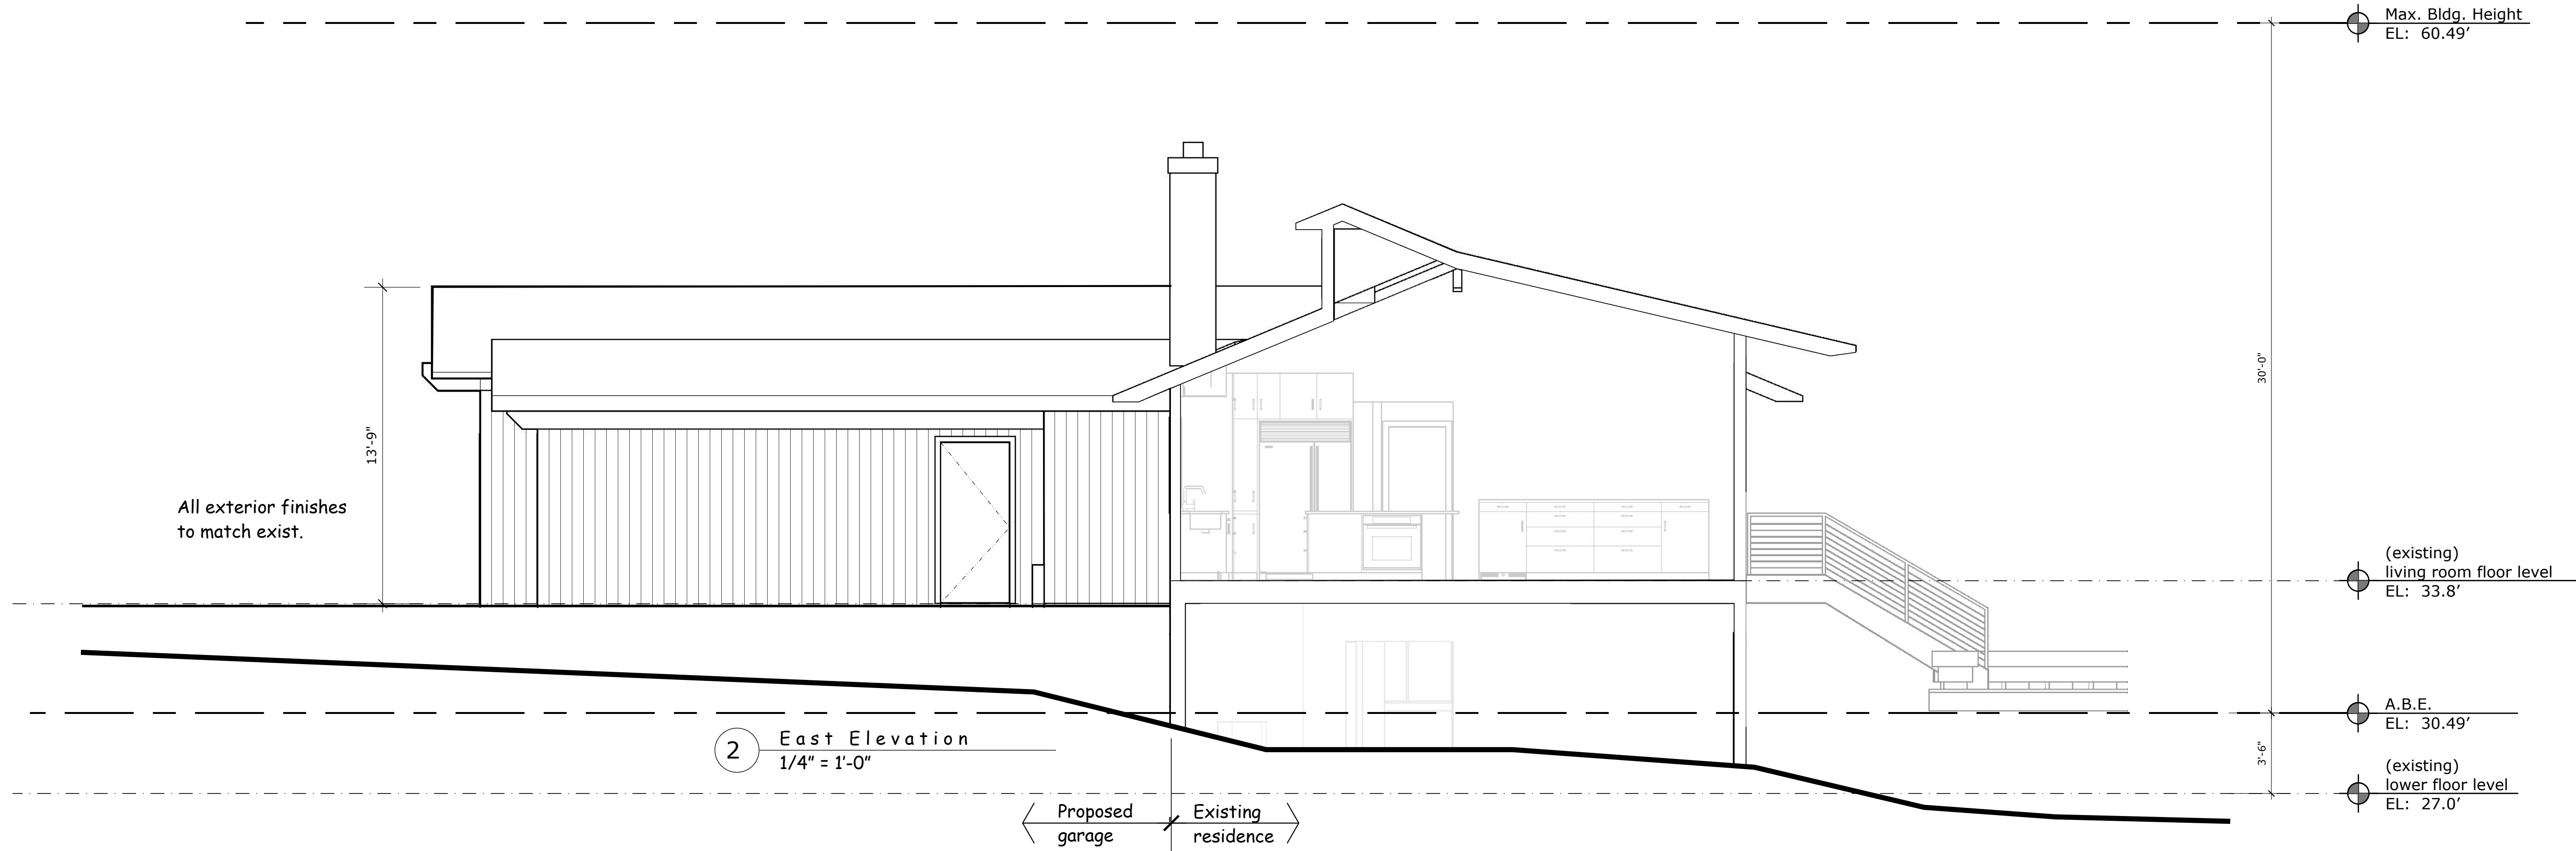 Max. Bldg. Height
EL: 60.49'
30'-0"
13'-9"
All exterior finishes
to match exist.
(existing)
living room floor level
EL: 33.8'
A.B.E.
EL: 30.49'
3'-6"
2
East Elevation
1/4" = 1'-0"
(existing)
lower floor level
EL: 27.0'
Proposed
garage
Existing
residence